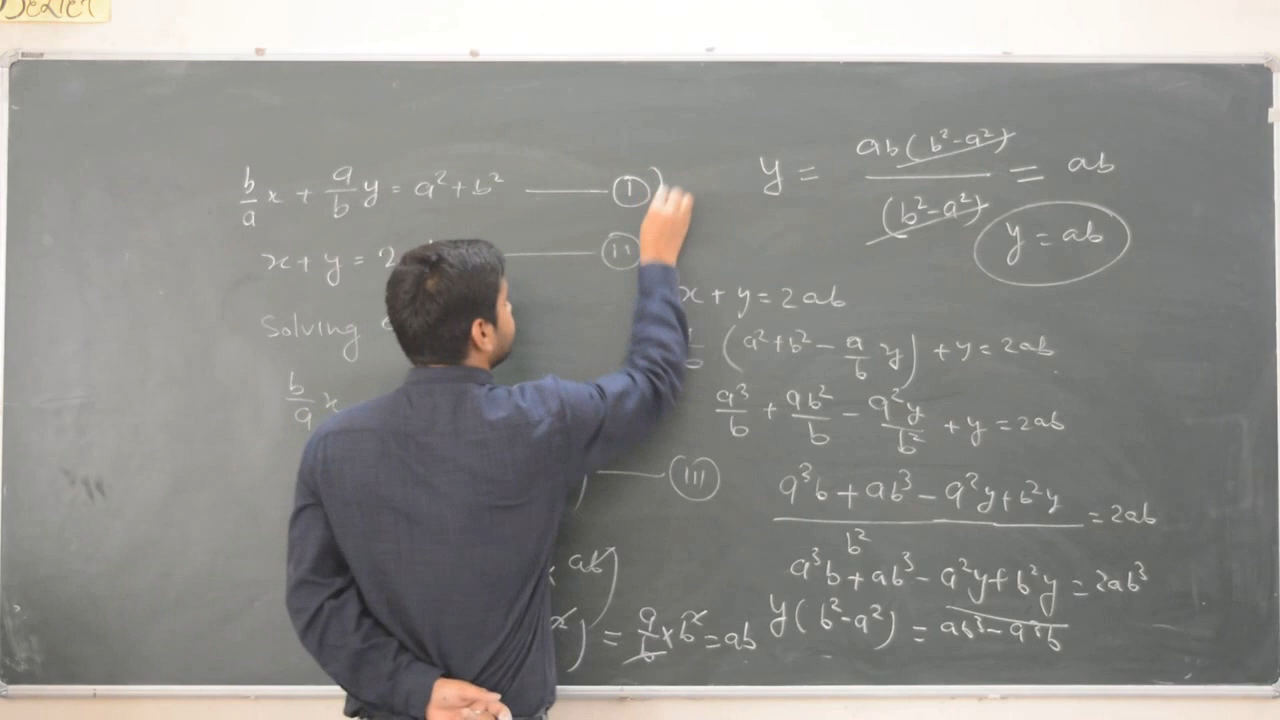 b/a x + a/b y = a² + b² —— (I)
x + y = 2
—— (II)
Solving
b/a x
—— (III)
ab)
) = a/b × b² = ab
y = ab(b²-a²)/(b²-a²) = ab
y = ab
x + y = 2ab
(a² + b² - a/b y) + y = 2ab
a³/b + ab²/b - a²y/b² + y = 2ab
(a³b + ab³ - a²y + b²y)/b² = 2ab
a³b + ab³ - a²y + b²y = 2ab³
y(b² - a²) = ab³ - a³b